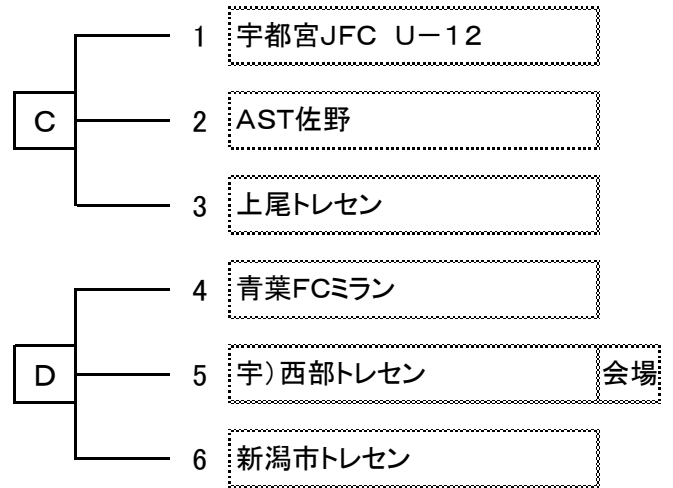 1 宇都宮JFC U-12
C 2 AST佐野
3 上尾トレセン
4 青葉FCミラン
D 5 宇)西部トレセン 会場
6 新潟市トレセン